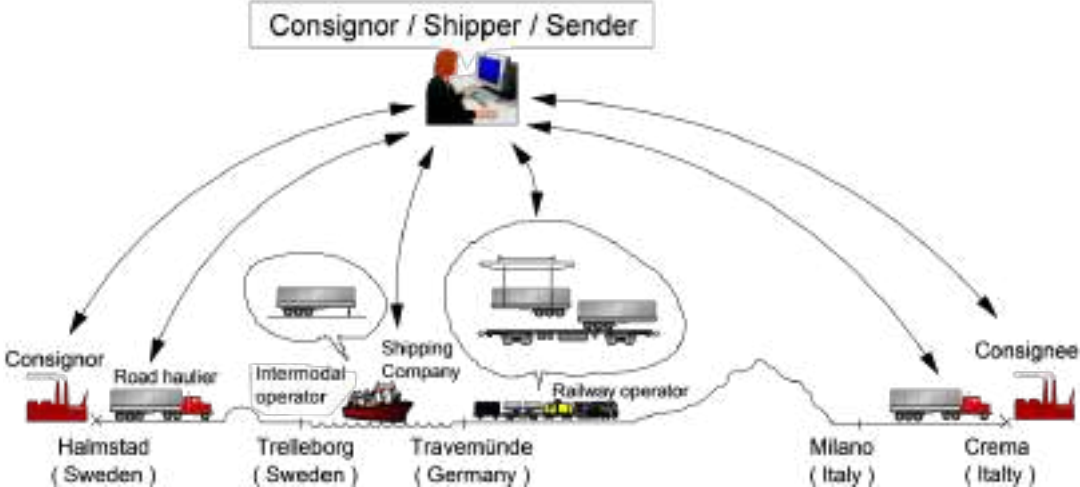 Consignor / Shipper / Sender
Consignor
Road haulier
Intermodal
operator
Shipping
Company
Railway operator
Consignee
Halmstad
( Sweden )
Trelleborg
( Sweden )
Travemünde
( Germany )
Milano
( Italy )
Crema
( Italty )